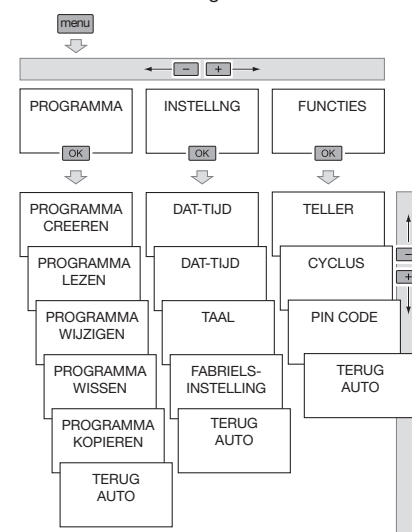 menu
− +
PROGRAMMA
INSTELLNG
FUNCTIES
OK
OK
OK
PROGRAMMA
CREEREN
PROGRAMMA
LEZEN
PROGRAMMA
WIJZIGEN
PROGRAMMA
WISSEN
PROGRAMMA
KOPIEREN
TERUG
AUTO
DAT-TIJD
DAT-TIJD
TAAL
FABRIELS-
INSTELLING
TERUG
AUTO
TELLER
CYCLUS
PIN CODE
TERUG
AUTO
−
+